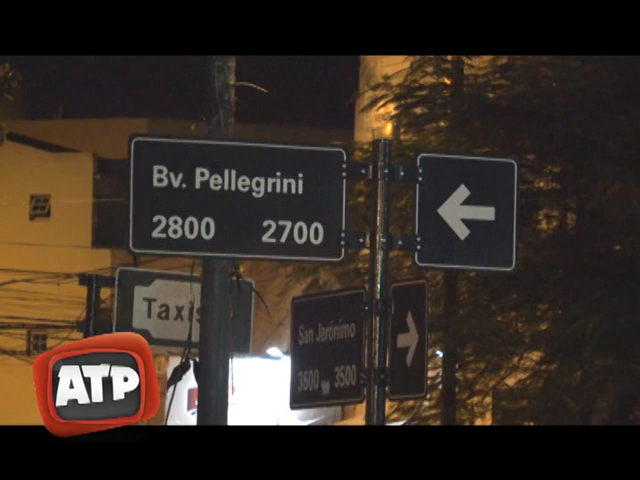 Bv. Pellegrini
2800 2700
Taxis
San Jerónimo
3600 3500
ATP